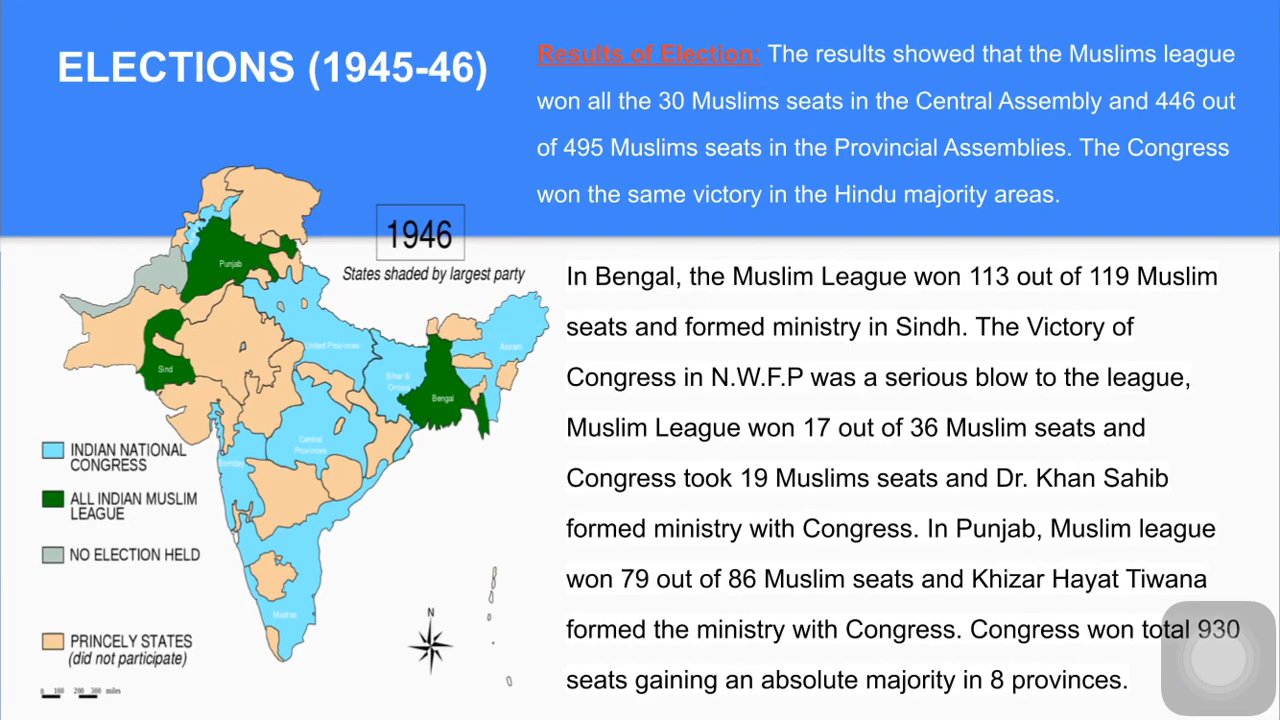 ELECTIONS (1945-46)
Results of Election: The results showed that the Muslims league
won all the 30 Muslims seats in the Central Assembly and 446 out
of 495 Muslims seats in the Provincial Assemblies. The Congress
won the same victory in the Hindu majority areas.
1946
States shaded by largest party
Punjab
Sind
United Provinces
Bihar &
Orissa
Bengal
Assam
Central
Provinces
Bombay
Madras
INDIAN NATIONAL
CONGRESS
ALL INDIAN MUSLIM
LEAGUE
NO ELECTION HELD
PRINCELY STATES
(did not participate)
0 100 200 300 miles
N
In Bengal, the Muslim League won 113 out of 119 Muslim
seats and formed ministry in Sindh. The Victory of
Congress in N.W.F.P was a serious blow to the league,
Muslim League won 17 out of 36 Muslim seats and
Congress took 19 Muslims seats and Dr. Khan Sahib
formed ministry with Congress. In Punjab, Muslim league
won 79 out of 86 Muslim seats and Khizar Hayat Tiwana
formed the ministry with Congress. Congress won total 930
seats gaining an absolute majority in 8 provinces.